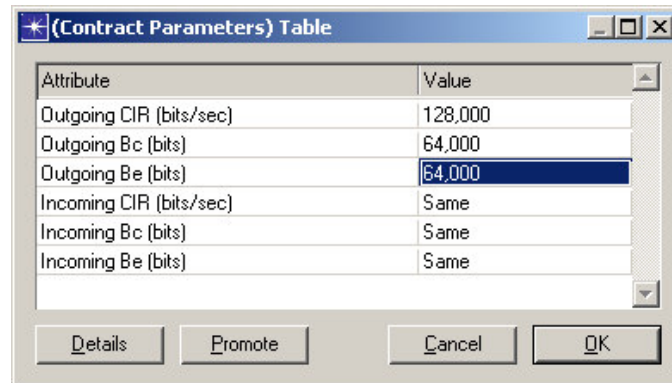 (Contract Parameters) Table
Attribute Value
Outgoing CIR (bits/sec) 128,000
Outgoing Bc (bits) 64,000
Outgoing Be (bits) 64,000
Incoming CIR (bits/sec) Same
Incoming Bc (bits) Same
Incoming Be (bits) Same
Details Promote Cancel OK